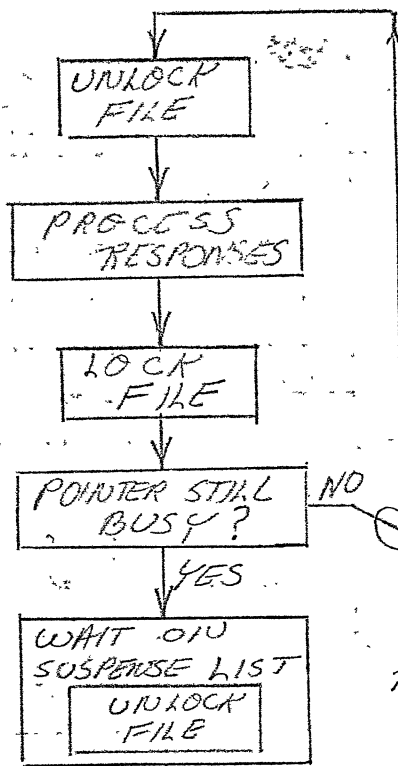 UNLOCK
FILE
PROCESS
RESPONSES
LOCK
FILE
POINTER STILL
BUSY?
NO
YES
WAIT ON
SUSPENSE LIST
UNLOCK
FILE